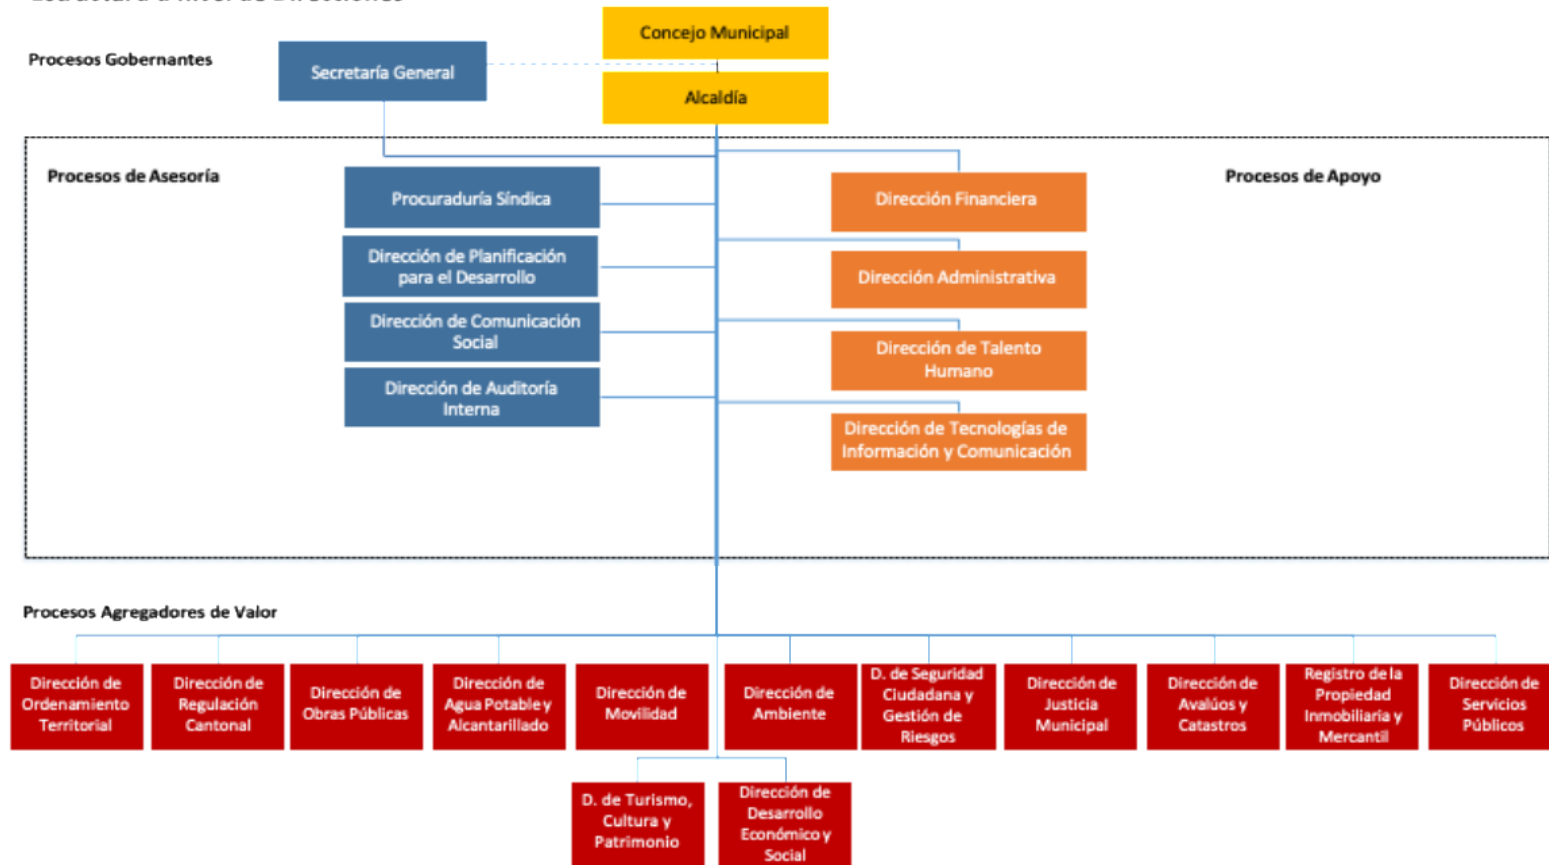 Estructura a nivel de Direcciones
Concejo Municipal
Procesos Gobernantes
Secretaría General
Alcaldía
Procesos de Asesoría
Procesos de Apoyo
Procuraduría Síndica
Dirección de Planificación
para el Desarrollo
Dirección de Comunicación
Social
Dirección de Auditoría
Interna
Dirección Financiera
Dirección Administrativa
Dirección de Talento
Humano
Dirección de Tecnologías de
Información y Comunicación
Procesos Agregadores de Valor
Dirección de
Ordenamiento
Territorial
Dirección de
Regulación
Cantonal
Dirección de
Obras Públicas
Dirección de
Agua Potable y
Alcantarillado
Dirección de
Movilidad
Dirección de
Ambiente
D. de Seguridad
Ciudadana y
Gestión de
Riesgos
Dirección de
Justicia
Municipal
Dirección de
Avalúos y
Catastros
Registro de la
Propiedad
Inmobiliaria y
Mercantil
Dirección de
Servicios
Públicos
D. de Turismo,
Cultura y
Patrimonio
Dirección de
Desarrollo
Económico y
Social